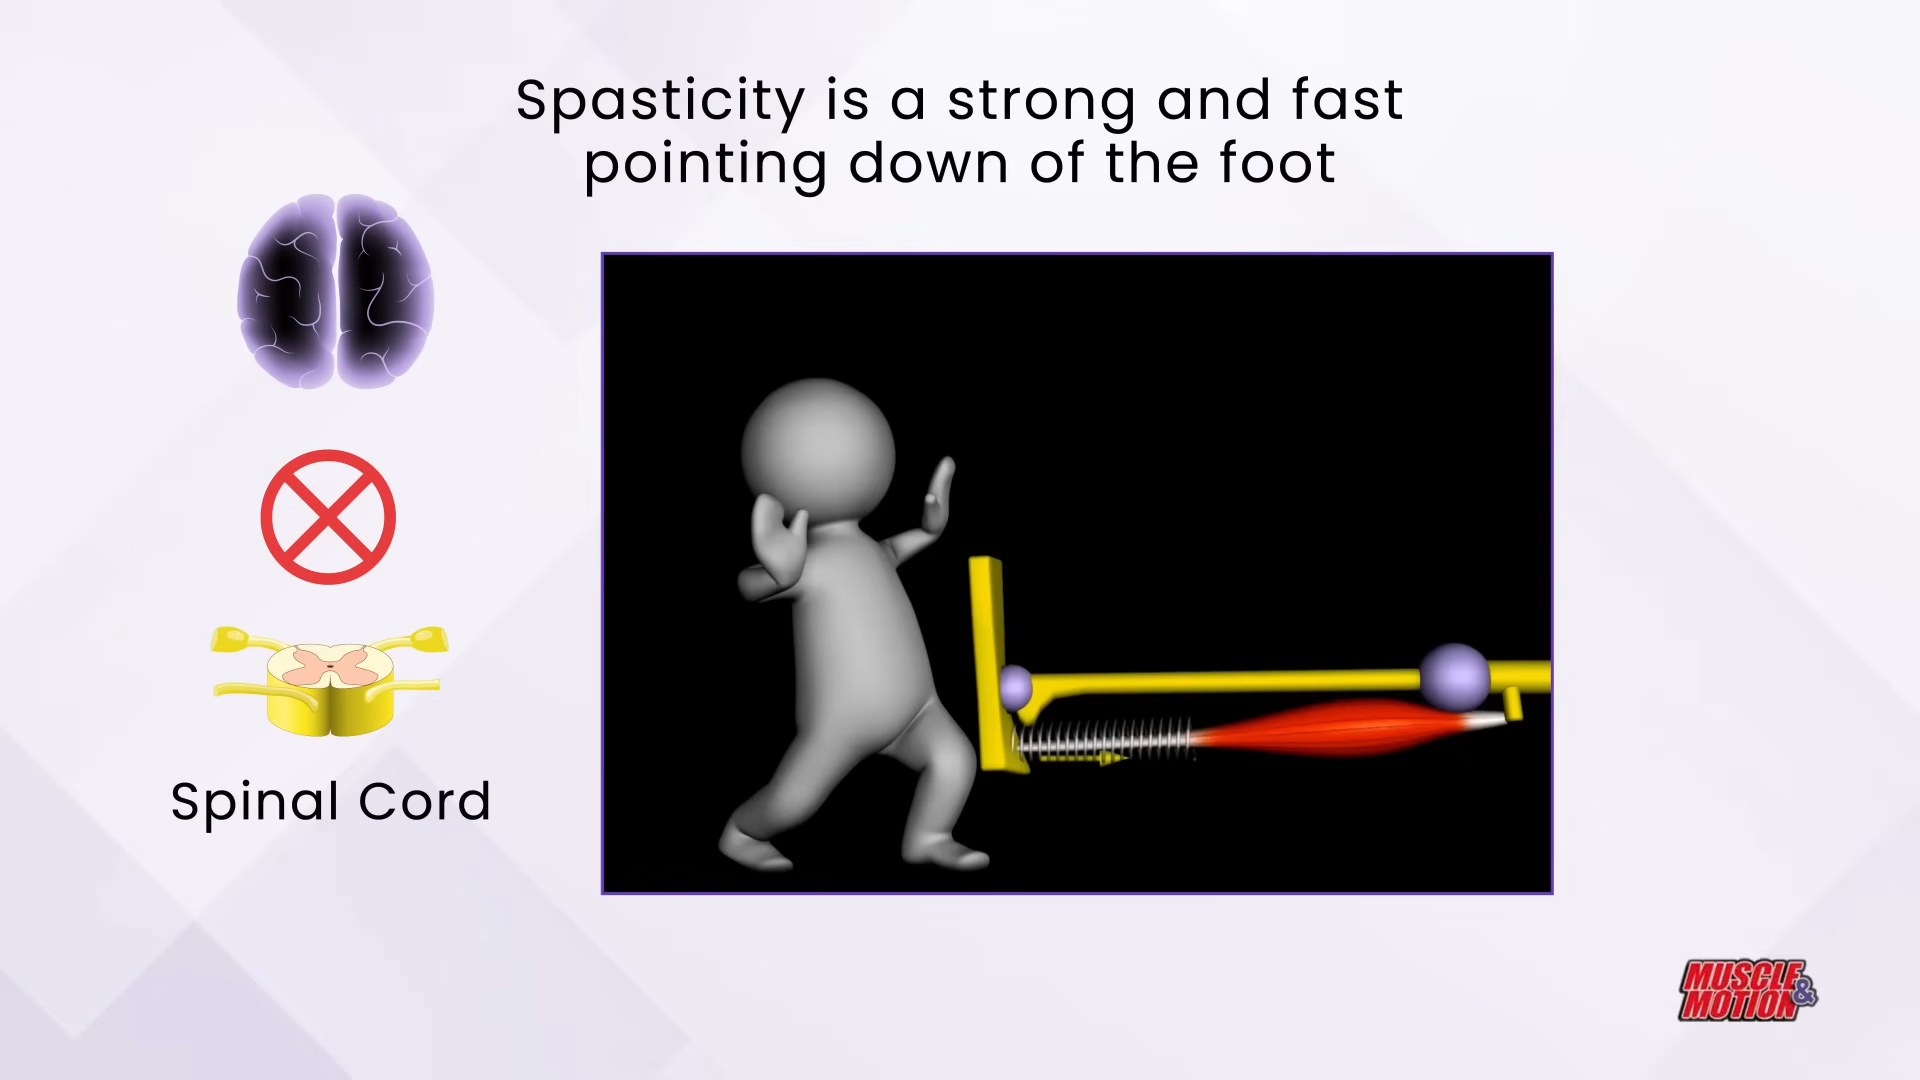 Spasticity is a strong and fast
pointing down of the foot
Spinal Cord
MUSCLE
& MOTION